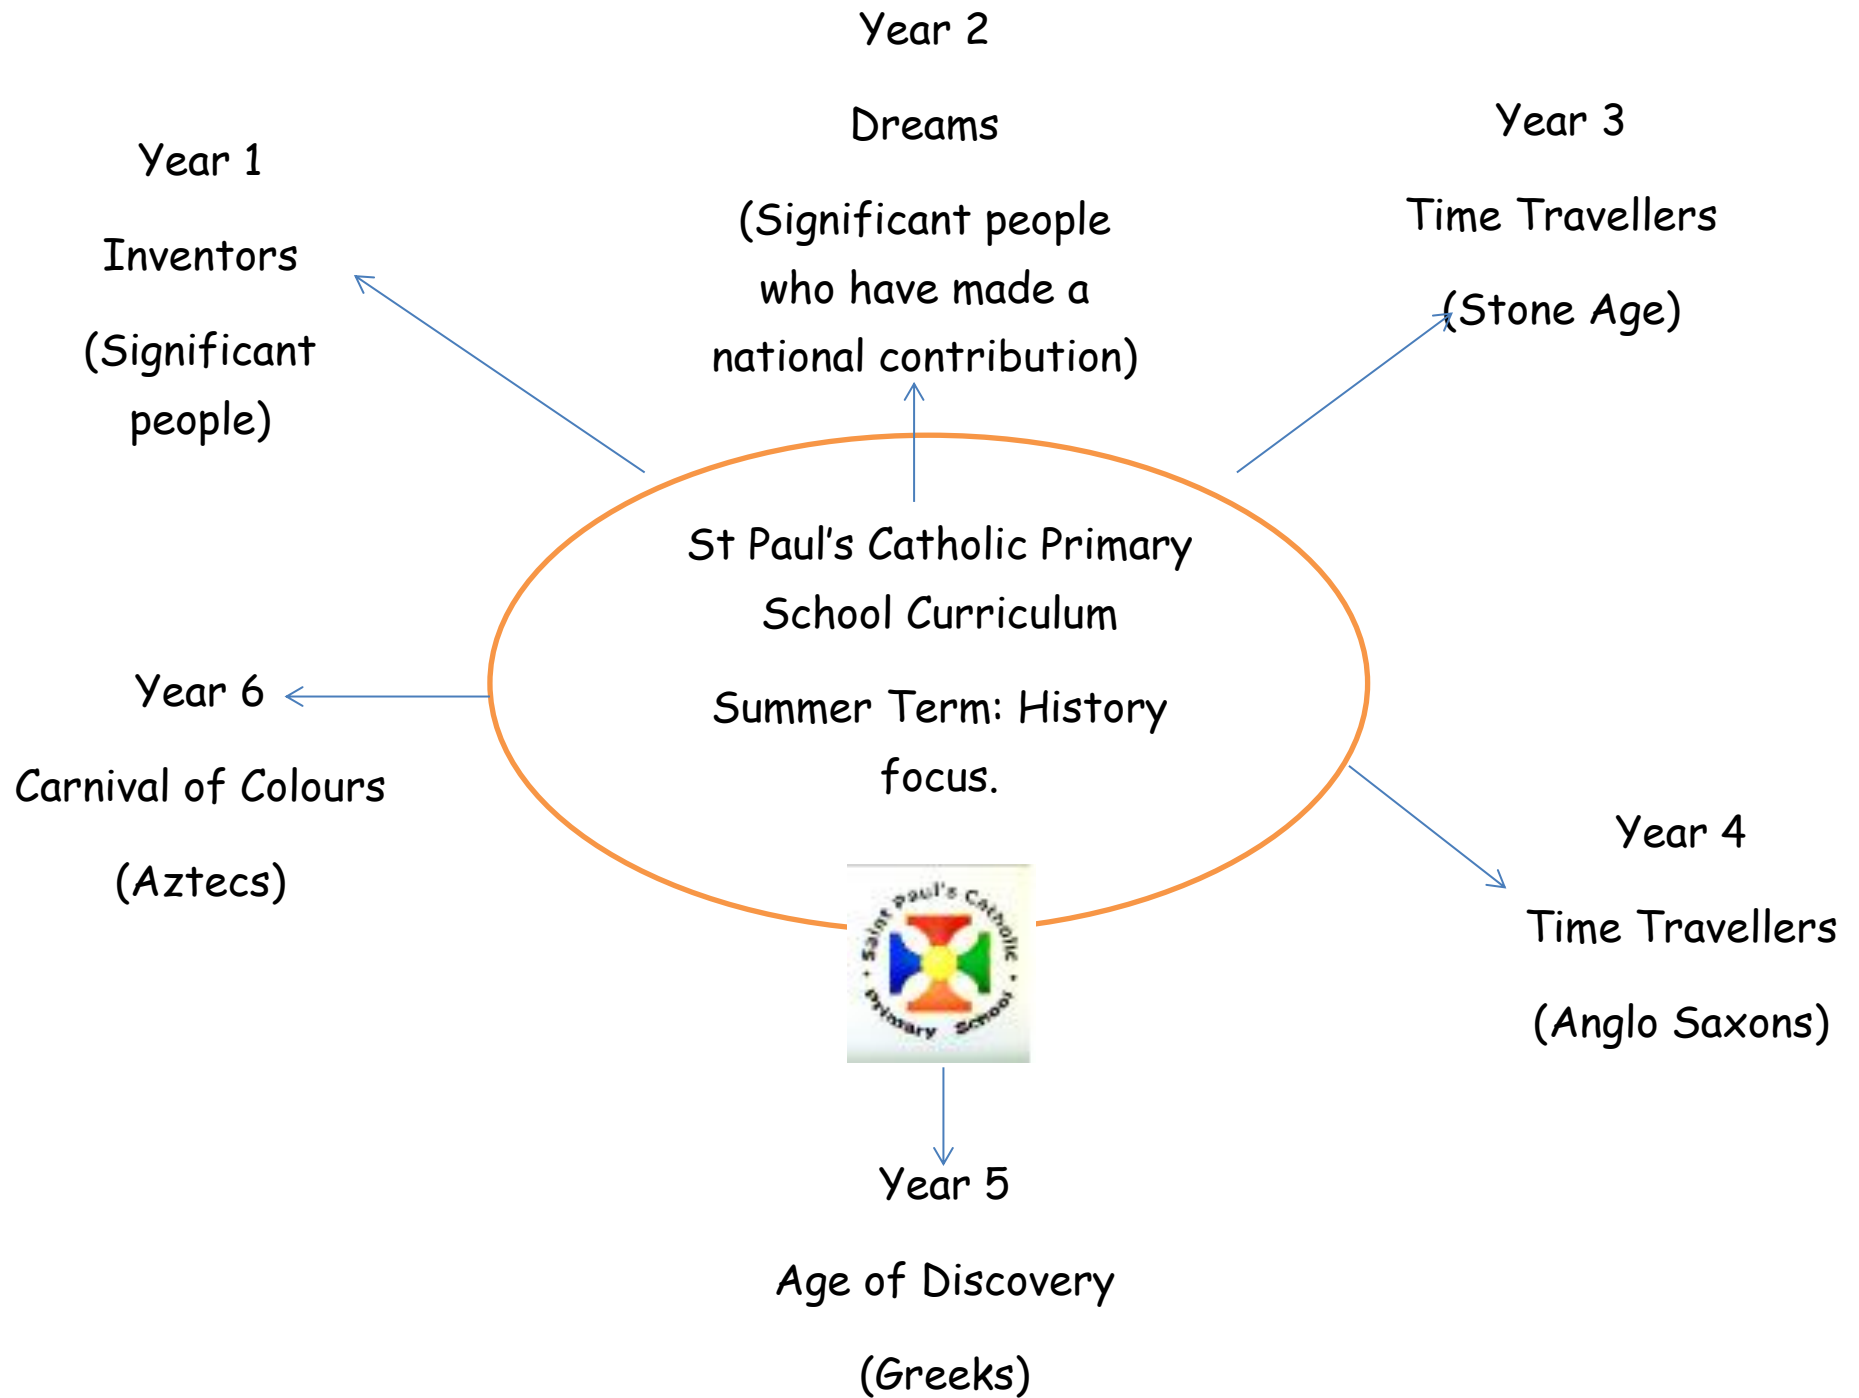 Year 1
Inventors
(Significant
people)
Year 2
Dreams
(Significant people
who have made a
national contribution)
Year 3
Time Travellers
(Stone Age)
St Paul's Catholic Primary
School Curriculum
Summer Term: History
focus.
Year 6
Carnival of Colours
(Aztecs)
Year 4
Time Travellers
(Anglo Saxons)
Saint Paul's Catholic
Primary School
Year 5
Age of Discovery
(Greeks)